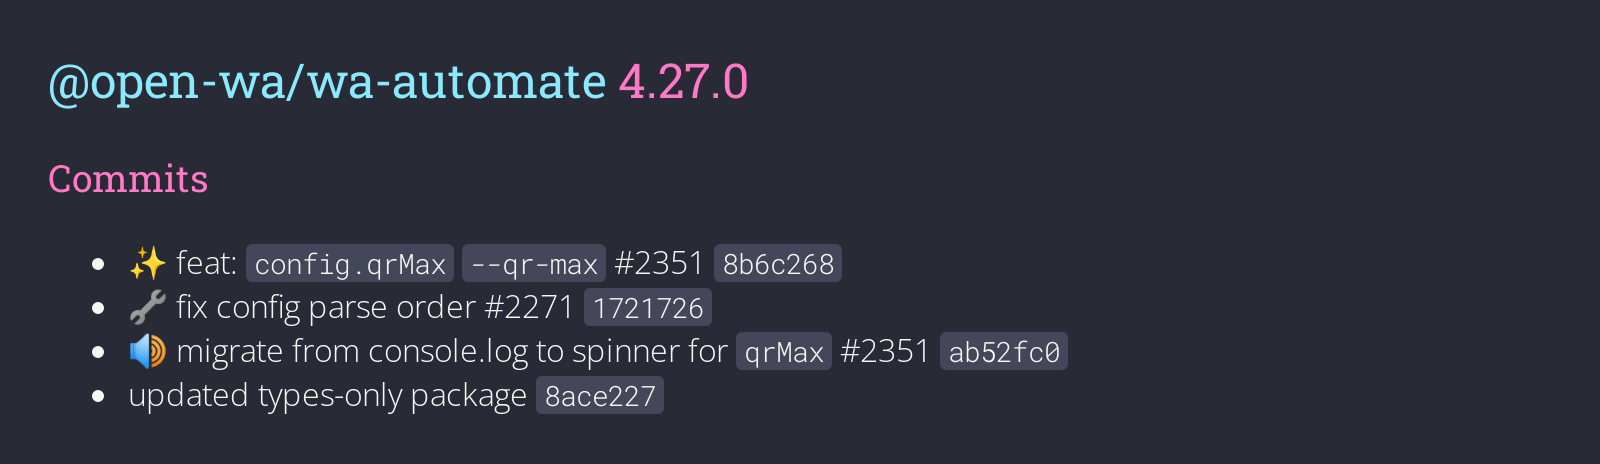 @open-wa/wa-automate 4.27.0
Commits
✨ feat: config.qrMax --qr-max #2351 8b6c268
🔧 fix config parse order #2271 1721726
🔊 migrate from console.log to spinner for qrMax #2351 ab52fc0
updated types-only package 8ace227